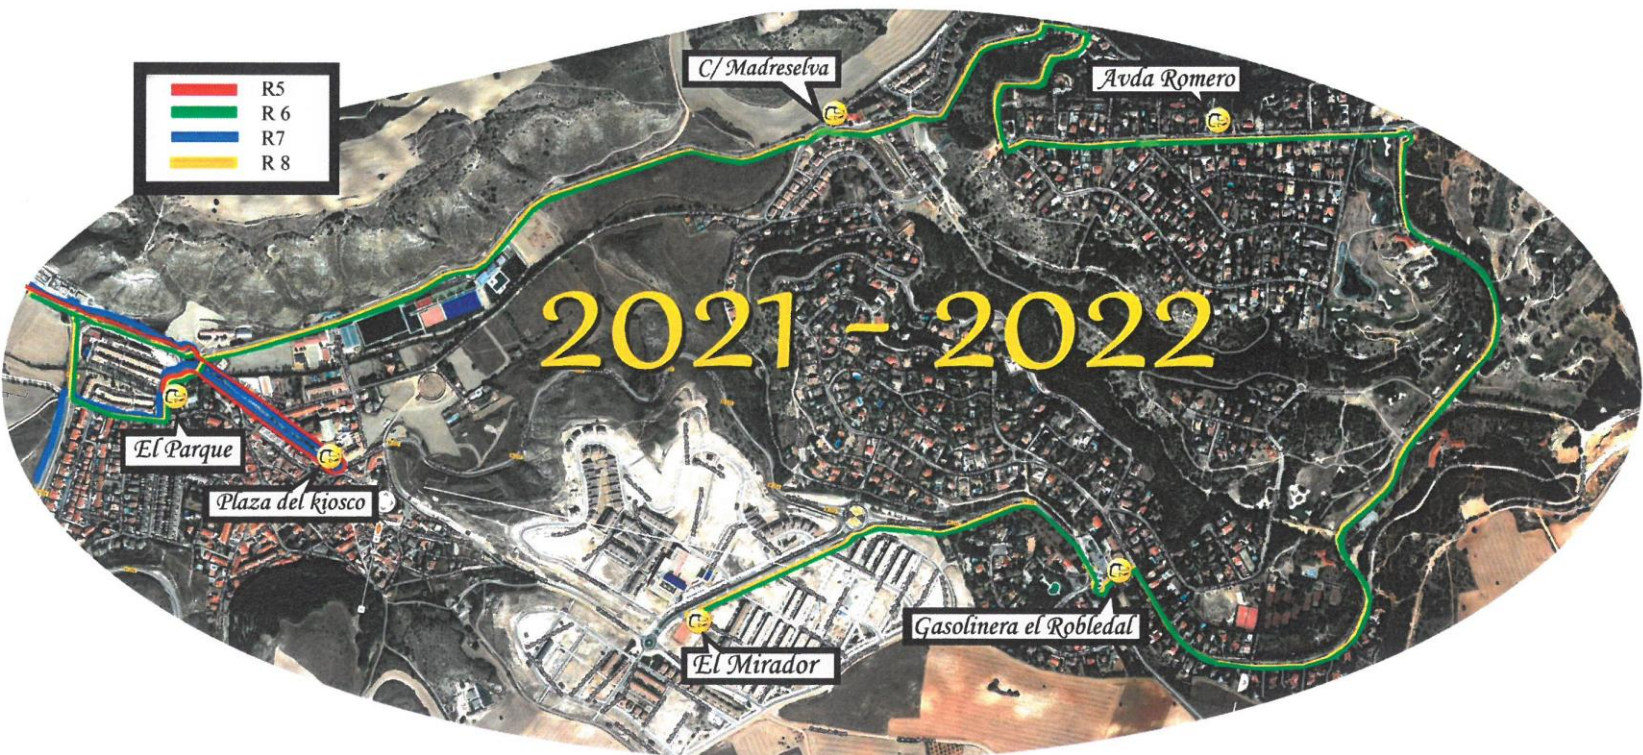 R5
R 6
R7
R 8
C/ Madreselva
Avda Romero
2021 - 2022
El Parque
Plaza del kiosco
Gasolinera el Robledal
El Mirador